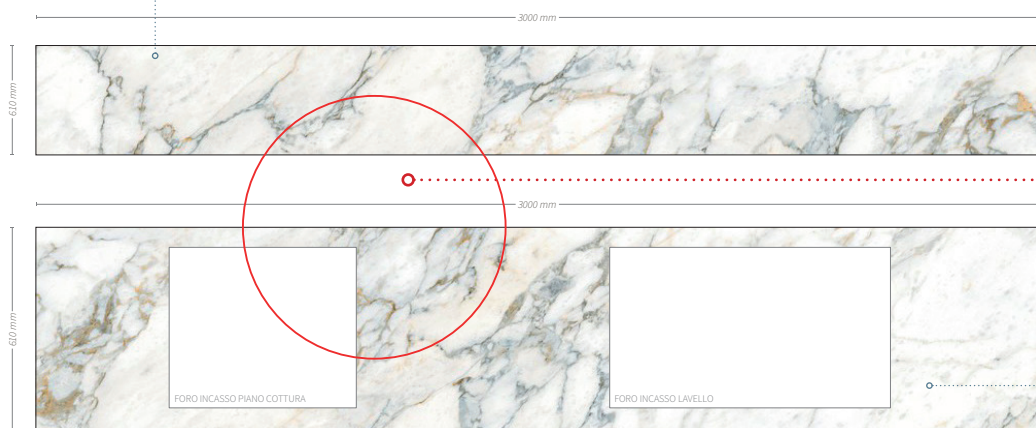 3000 mm
610 mm
3000 mm
610 mm
FORO INCASSO PIANO COTTURA
FORO INCASSO LAVELLO